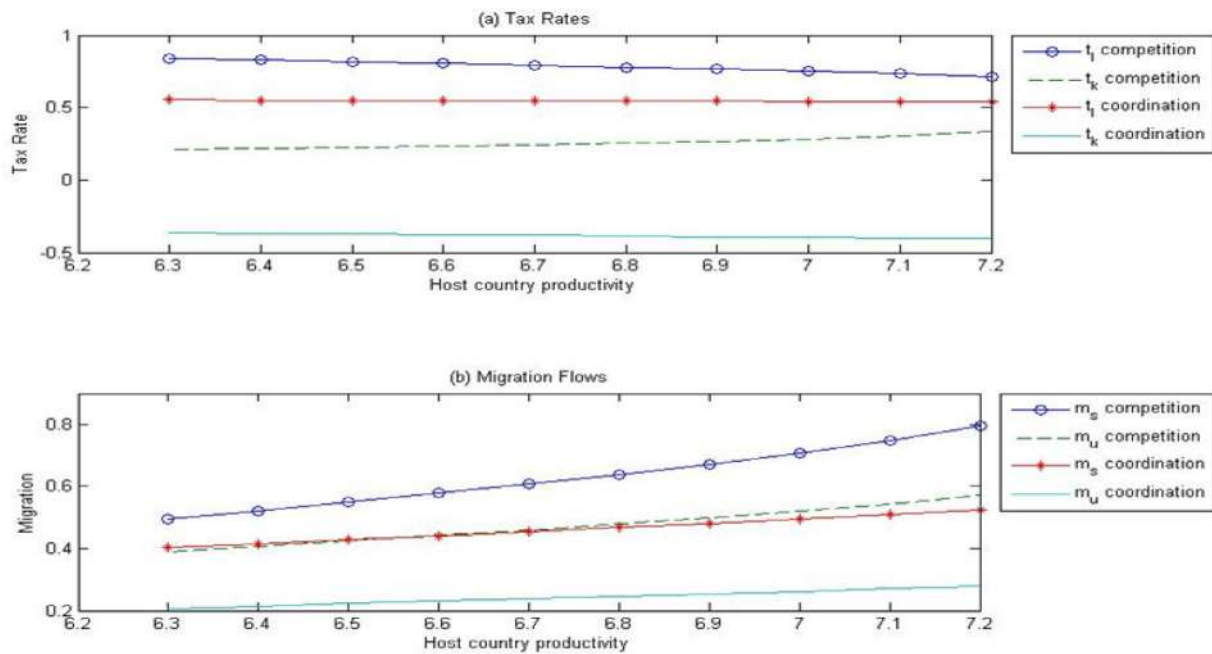 (a) Tax Rates
1
0.5
0
-0.5
Tax Rate
6.2 6.3 6.4 6.5 6.6 6.7 6.8 6.9 7 7.1 7.2
Host country productivity
t_l competition
t_k competition
t_l coordination
t_k coordination
(b) Migration Flows
0.8
0.6
0.4
0.2
Migration
6.2 6.3 6.4 6.5 6.6 6.7 6.8 6.9 7 7.1 7.2
Host country productivity
m_s competition
m_u competition
m_s coordination
m_u coordination